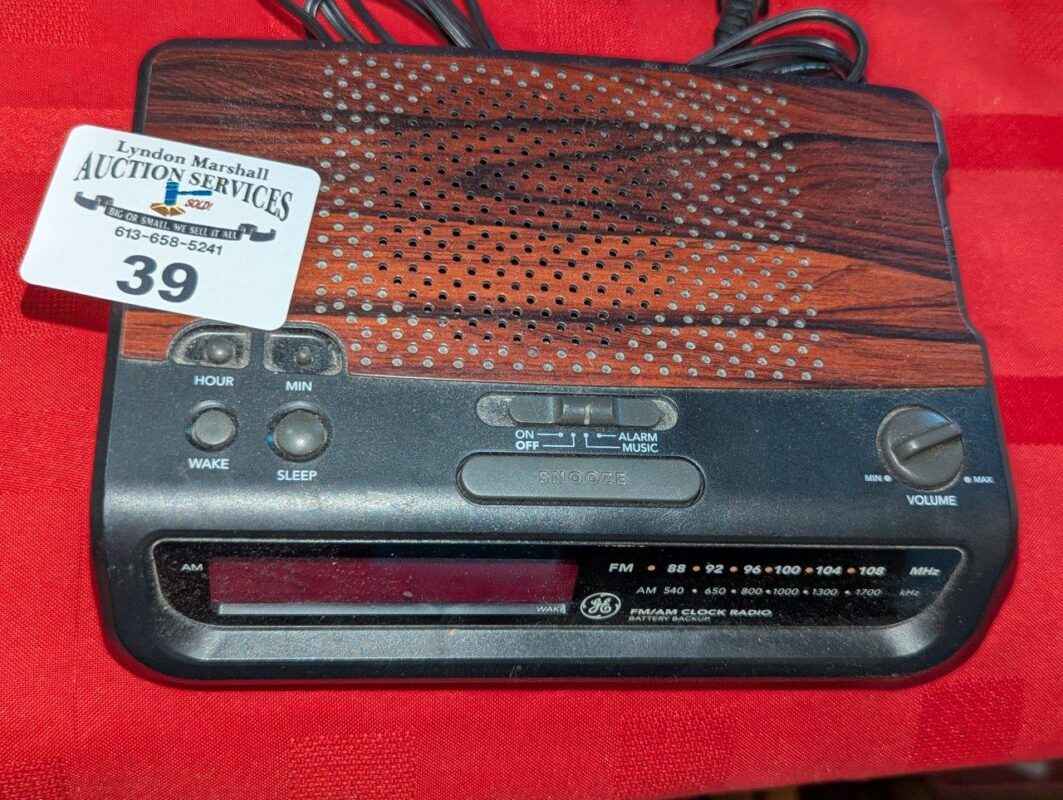 Lyndon Marshall
AUCTION SERVICES
SOLD!
BIG OR SMALL, WE SELL IT ALL
613-658-5241
39
HOUR MIN
WAKE SLEEP
ON ALARM
OFF MUSIC
SNOOZE
MIN MAX
VOLUME
AM
WAKE
FM • 88 • 92 • 96 • 100 • 104 • 108 MHz
AM 540 • 650 • 800 • 1000 • 1300 • 1700 kHz
GE FM/AM CLOCK RADIO
BATTERY BACKUP